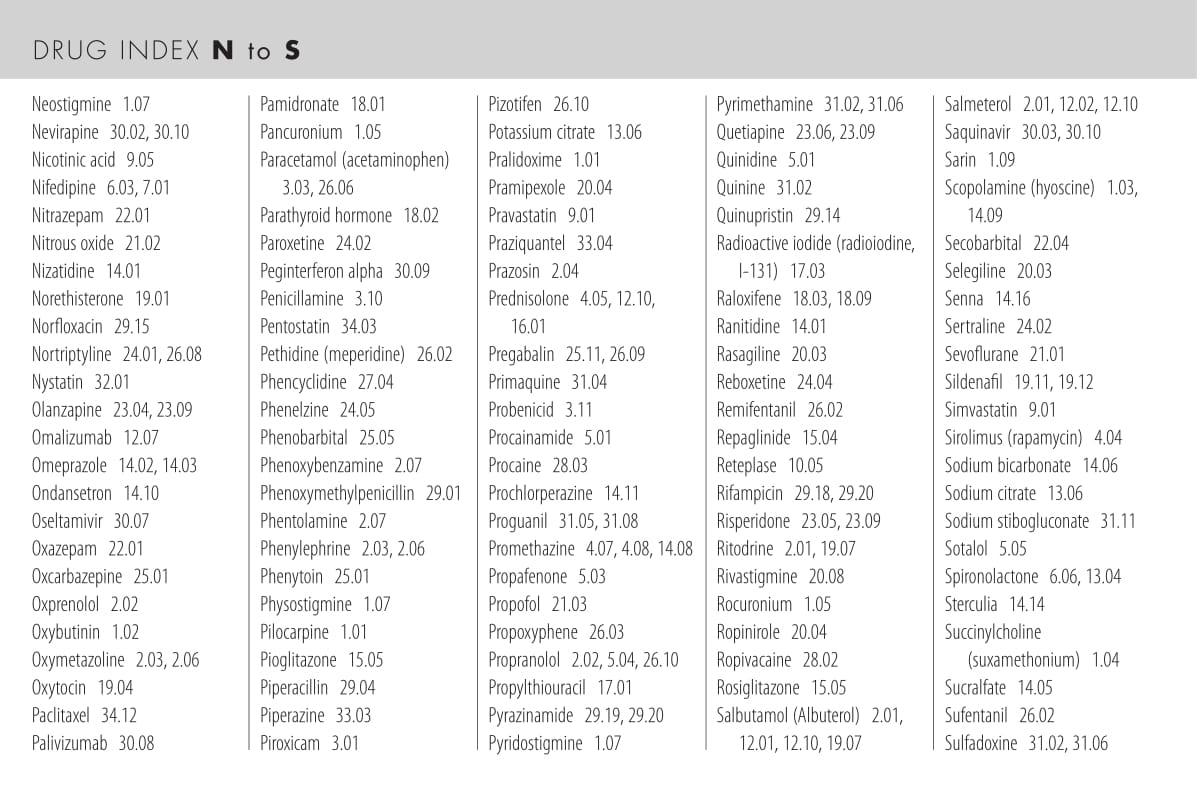 DRUG INDEX N to S
Neostigmine 1.07
Nevirapine 30.02, 30.10
Nicotinic acid 9.05
Nifedipine 6.03, 7.01
Nitrazepam 22.01
Nitrous oxide 21.02
Nizatidine 14.01
Norethisterone 19.01
Norfloxacin 29.15
Nortriptyline 24.01, 26.08
Nystatin 32.01
Olanzapine 23.04, 23.09
Omalizumab 12.07
Omeprazole 14.02, 14.03
Ondansetron 14.10
Oseltamivir 30.07
Oxazepam 22.01
Oxcarbazepine 25.01
Oxprenolol 2.02
Oxybutinin 1.02
Oxymetazoline 2.03, 2.06
Oxytocin 19.04
Paclitaxel 34.12
Palivizumab 30.08
Pamidronate 18.01
Pancuronium 1.05
Paracetamol (acetaminophen)
3.03, 26.06
Parathyroid hormone 18.02
Paroxetine 24.02
Peginterferon alpha 30.09
Penicillamine 3.10
Pentostatin 34.03
Pethidine (meperidine) 26.02
Phencyclidine 27.04
Phenelzine 24.05
Phenobarbital 25.05
Phenoxybenzamine 2.07
Phenoxymethylpenicillin 29.01
Phentolamine 2.07
Phenylephrine 2.03, 2.06
Phenytoin 25.01
Physostigmine 1.07
Pilocarpine 1.01
Pioglitazone 15.05
Piperacillin 29.04
Piperazine 33.03
Piroxicam 3.01
Pizotifen 26.10
Potassium citrate 13.06
Pralidoxime 1.01
Pramipexole 20.04
Pravastatin 9.01
Praziquantel 33.04
Prazosin 2.04
Prednisolone 4.05, 12.10,
16.01
Pregabalin 25.11, 26.09
Primaquine 31.04
Probenicid 3.11
Procainamide 5.01
Procaine 28.03
Prochlorperazine 14.11
Proguanil 31.05, 31.08
Promethazine 4.07, 4.08, 14.08
Propafenone 5.03
Propofol 21.03
Propoxyphene 26.03
Propranolol 2.02, 5.04, 26.10
Propylthiouracil 17.01
Pyrazinamide 29.19, 29.20
Pyridostigmine 1.07
Pyrimethamine 31.02, 31.06
Quetiapine 23.06, 23.09
Quinidine 5.01
Quinine 31.02
Quinupristin 29.14
Radioactive iodide (radioiodine,
I-131) 17.03
Raloxifene 18.03, 18.09
Ranitidine 14.01
Rasagiline 20.03
Reboxetine 24.04
Remifentanil 26.02
Repaglinide 15.04
Reteplase 10.05
Rifampicin 29.18, 29.20
Risperidone 23.05, 23.09
Ritodrine 2.01, 19.07
Rivastigmine 20.08
Rocuronium 1.05
Ropinirole 20.04
Ropivacaine 28.02
Rosiglitazone 15.05
Salbutamol (Albuterol) 2.01,
12.01, 12.10, 19.07
Salmeterol 2.01, 12.02, 12.10
Saquinavir 30.03, 30.10
Sarin 1.09
Scopolamine (hyoscine) 1.03,
14.09
Secobarbital 22.04
Selegiline 20.03
Senna 14.16
Sertraline 24.02
Sevoflurane 21.01
Sildenafil 19.11, 19.12
Simvastatin 9.01
Sirolimus (rapamycin) 4.04
Sodium bicarbonate 14.06
Sodium citrate 13.06
Sodium stibogluconate 31.11
Sotalol 5.05
Spironolactone 6.06, 13.04
Sterculia 14.14
Succinylcholine
(suxamethonium) 1.04
Sucralfate 14.05
Sufentanil 26.02
Sulfadoxine 31.02, 31.06